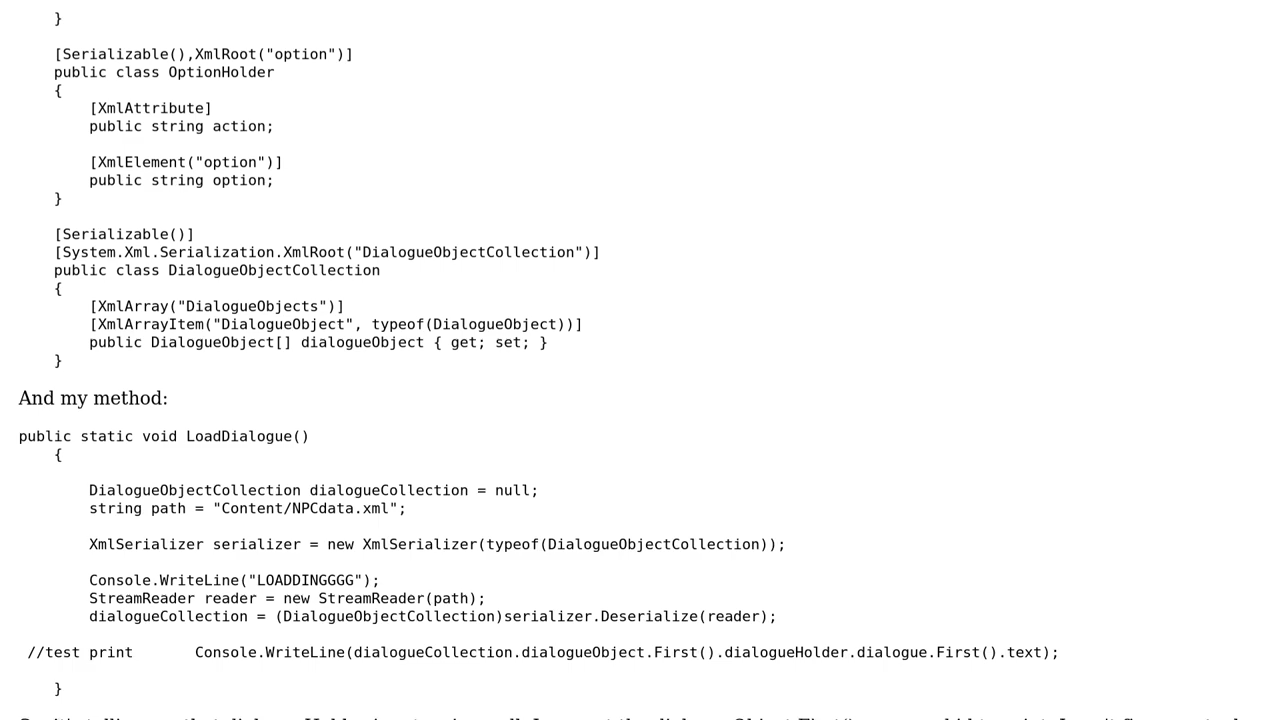 }
[Serializable(),XmlRoot("option")]
public class OptionHolder
{
[XmlAttribute]
public string action;
[XmlElement("option")]
public string option;
}
[Serializable()]
[System.Xml.Serialization.XmlRoot("DialogueObjectCollection")]
public class DialogueObjectCollection
{
[XmlArray("DialogueObjects")]
[XmlArrayItem("DialogueObject", typeof(DialogueObject))]
public DialogueObject[] dialogueObject { get; set; }
}
And my method:
public static void LoadDialogue()
{
DialogueObjectCollection dialogueCollection = null;
string path = "Content/NPCdata.xml";
XmlSerializer serializer = new XmlSerializer(typeof(DialogueObjectCollection));
Console.WriteLine("LOADDINGGGG");
StreamReader reader = new StreamReader(path);
dialogueCollection = (DialogueObjectCollection)serializer.Deserialize(reader);
//test print Console.WriteLine(dialogueCollection.dialogueObject.First().dialogueHolder.dialogue.First().text);
}